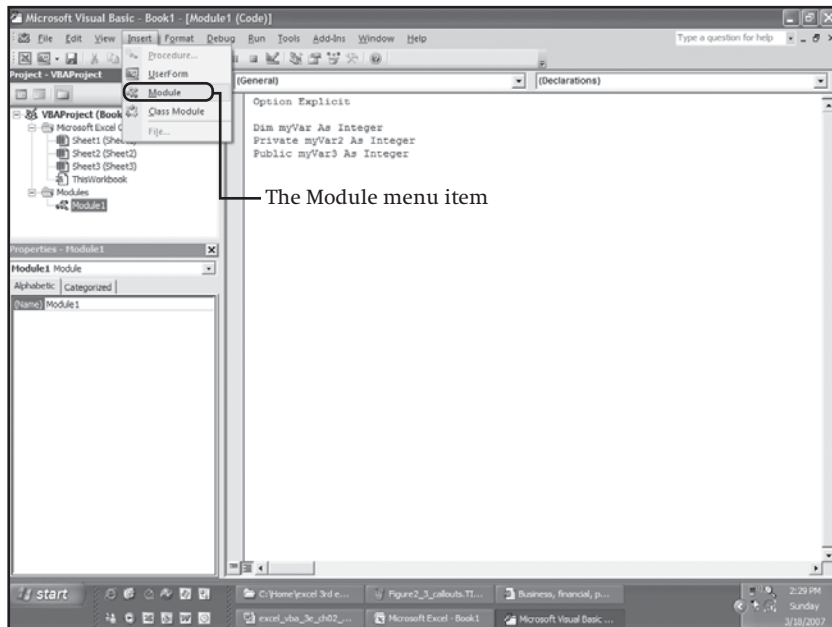 Microsoft Visual Basic - Book1 - [Module1 (Code)]
File Edit View Insert Format Debug Run Tools Add-Ins Window Help
Type a question for help
Procedure...
UserForm
Module
Class Module
File...
Project - VBAProject
VBAProject (Book
Microsoft Excel O
Sheet1 (Shee
Sheet2 (Sheet2)
Sheet3 (Sheet3)
ThisWorkbook
Modules
Module1
(General)
(Declarations)
Option Explicit
Dim myVar As Integer
Private myVar2 As Integer
Public myVar3 As Integer
The Module menu item
Properties - Module1
Module1 Module
Alphabetic Categorized
(Name) Module1
start
C:\Home\excel 3rd e...
Figure2_3_callouts.TI...
Business, financial, p...
excel_vba_3e_ch02_...
Microsoft Excel - Book1
Microsoft Visual Basic ...
2:29 PM
Sunday
3/18/2007